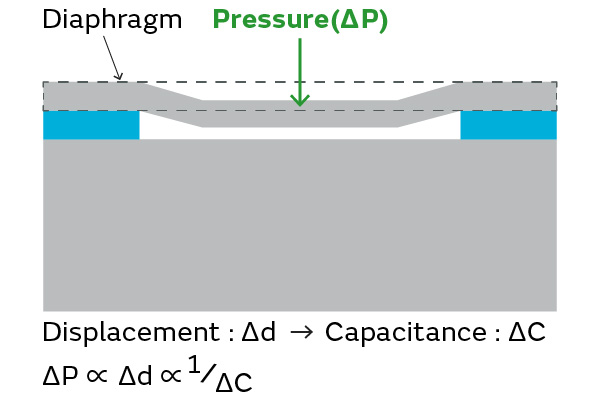 Diaphragm Pressure(ΔP)
Displacement : Δd → Capacitance : ΔC
ΔP ∝ Δd ∝ 1/ΔC